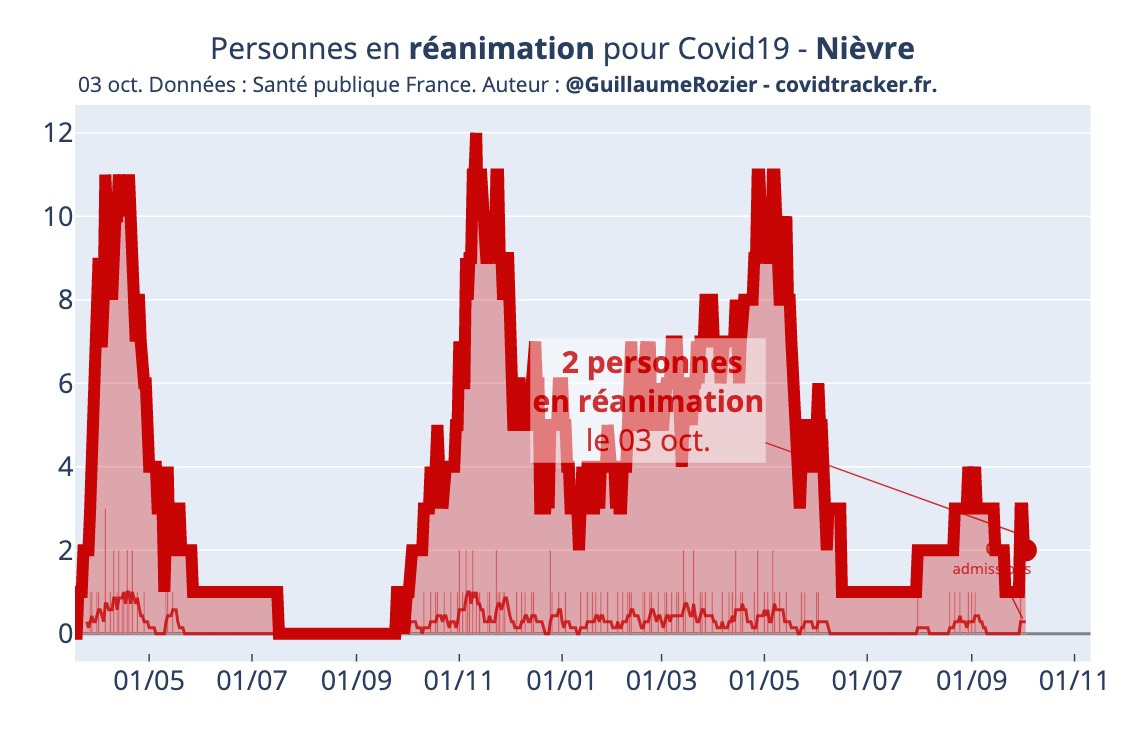 Personnes en réanimation pour Covid19 - Nièvre
03 oct. Données : Santé publique France. Auteur : @GuillaumeRozier - covidtracker.fr.
12
10
8
6
4
2
0
2 personnes
en réanimation
le 03 oct.
admissions
01/05
01/07
01/09
01/11
01/01
01/03
01/05
01/07
01/09
01/11